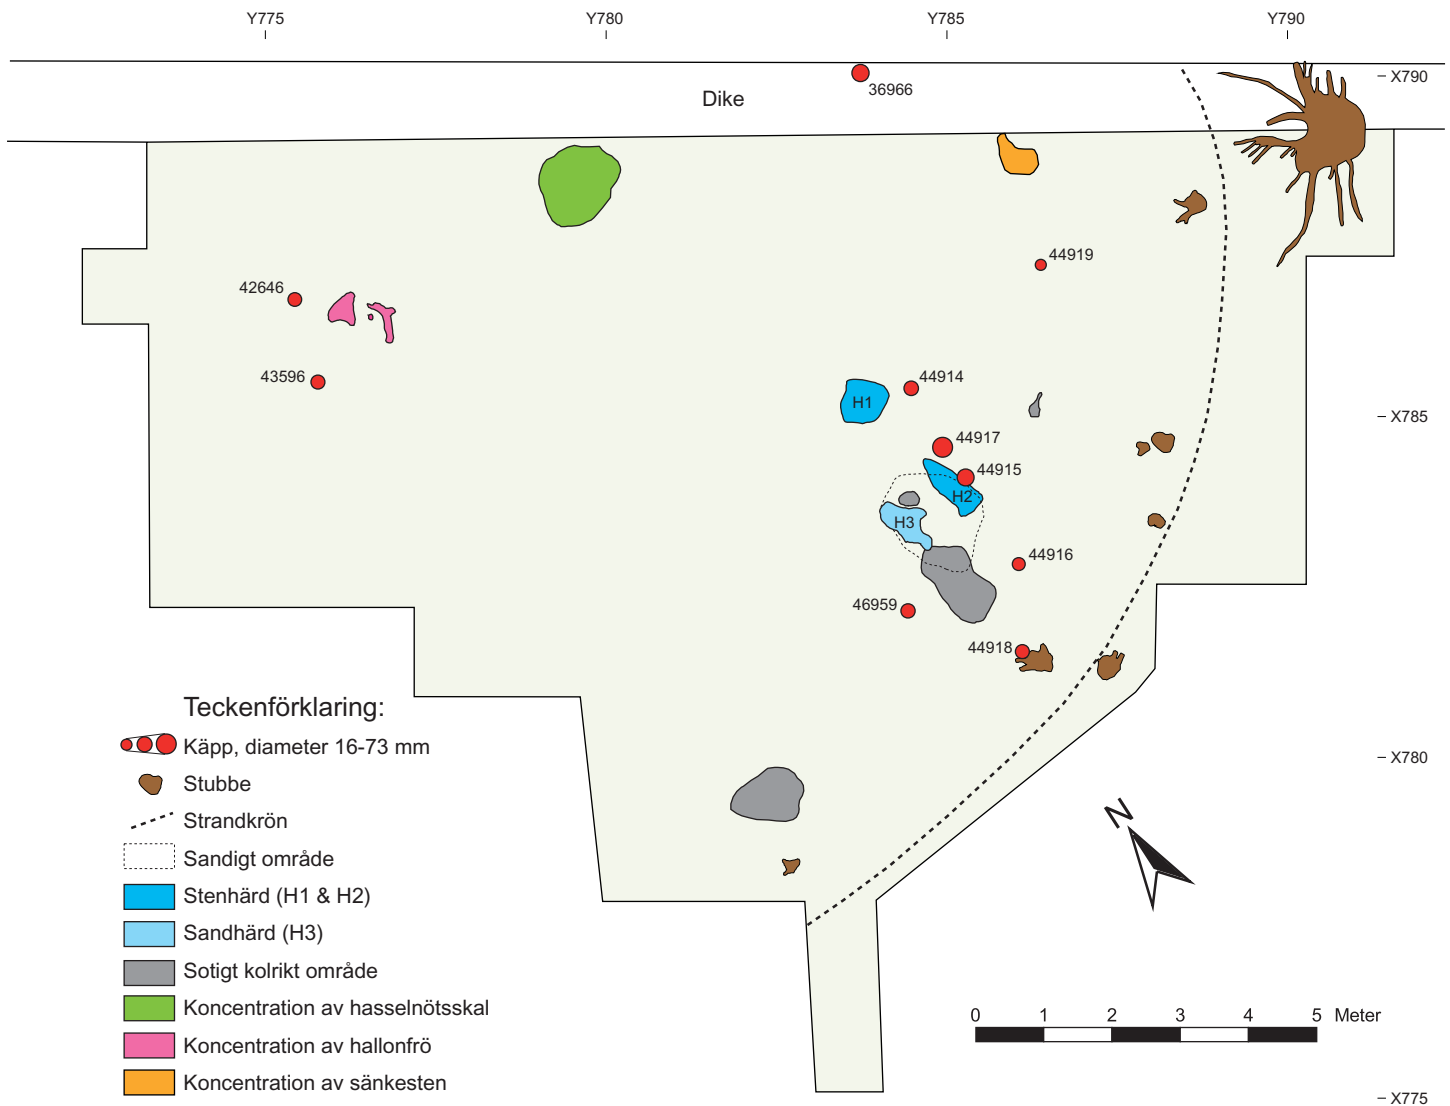 Y775 Y780 Y785 Y790
X790
36966
Dike
44919
42646
43596
44914
X785
H1
44917
44915
H2
H3
44916
46959
44918
Teckenförklaring:
Käpp, diameter 16-73 mm
X780
Stubbe
N
Strandkrön
Sandigt område
Stenhärd (H1 & H2)
Sandhärd (H3)
Sotigt kolrikt område
Koncentration av hasselnötsskal
0 1 2 3 4 5 Meter
Koncentration av hallonfrö
Koncentration av sänkesten
X775